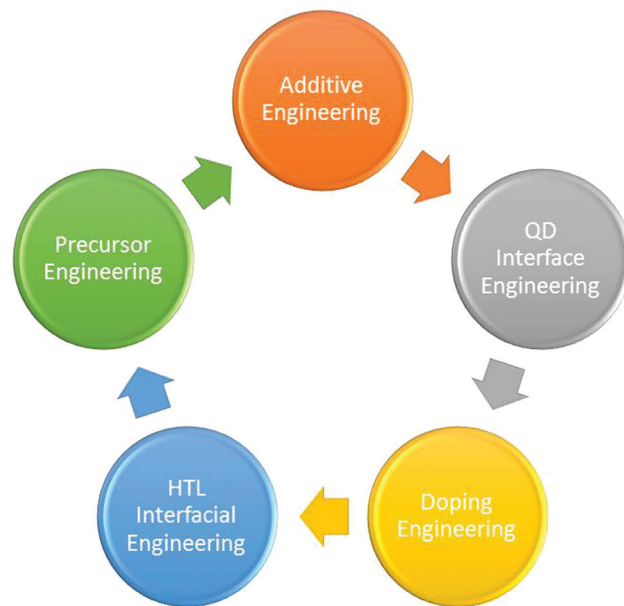 Additive
Engineering
QD
Interface
Engineering
Doping
Engineering
HTL
Interfacial
Engineering
Precursor
Engineering